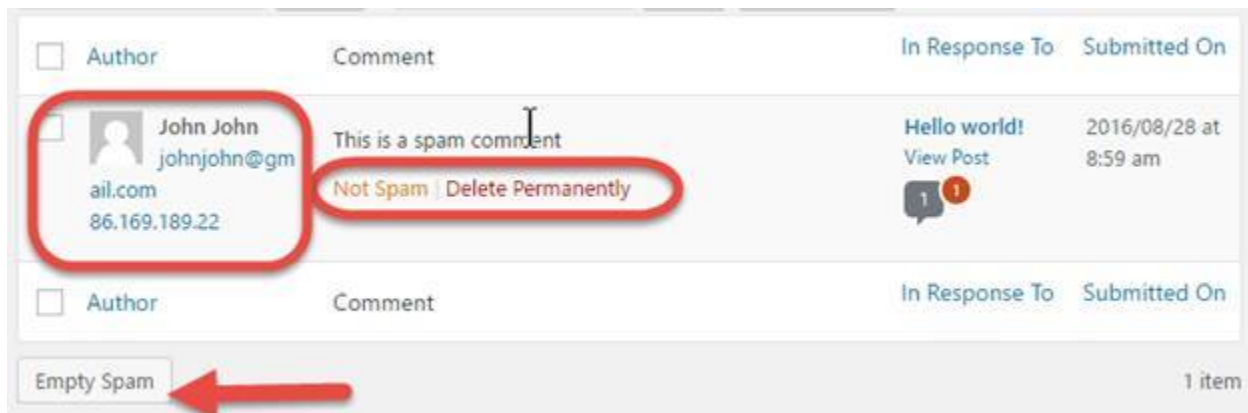 Author Comment In Response To Submitted On
John John
johnjohn@gm
ail.com
86.169.189.22
This is a spam comment
Not Spam | Delete Permanently
Hello world!
View Post
1 1
2016/08/28 at
8:59 am
Author Comment In Response To Submitted On
Empty Spam
1 item